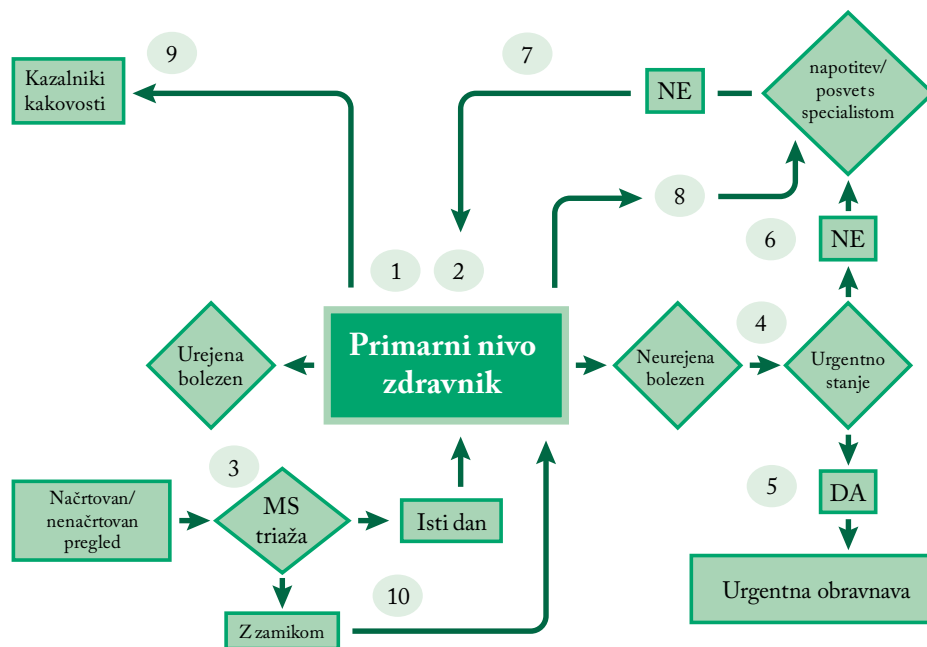 9
7
Kazalniki
kakovosti
NE
napotitev/
posvet s
specialistom
8
6
NE
1
2
4
Urejena
bolezen
Primarni nivo
zdravnik
Neurejena
bolezen
Urgentno
stanje
3
5
DA
Načrtovan/
nenačrtovan
pregled
MS
triaža
Isti dan
10
Z zamikom
Urgentna obravnava